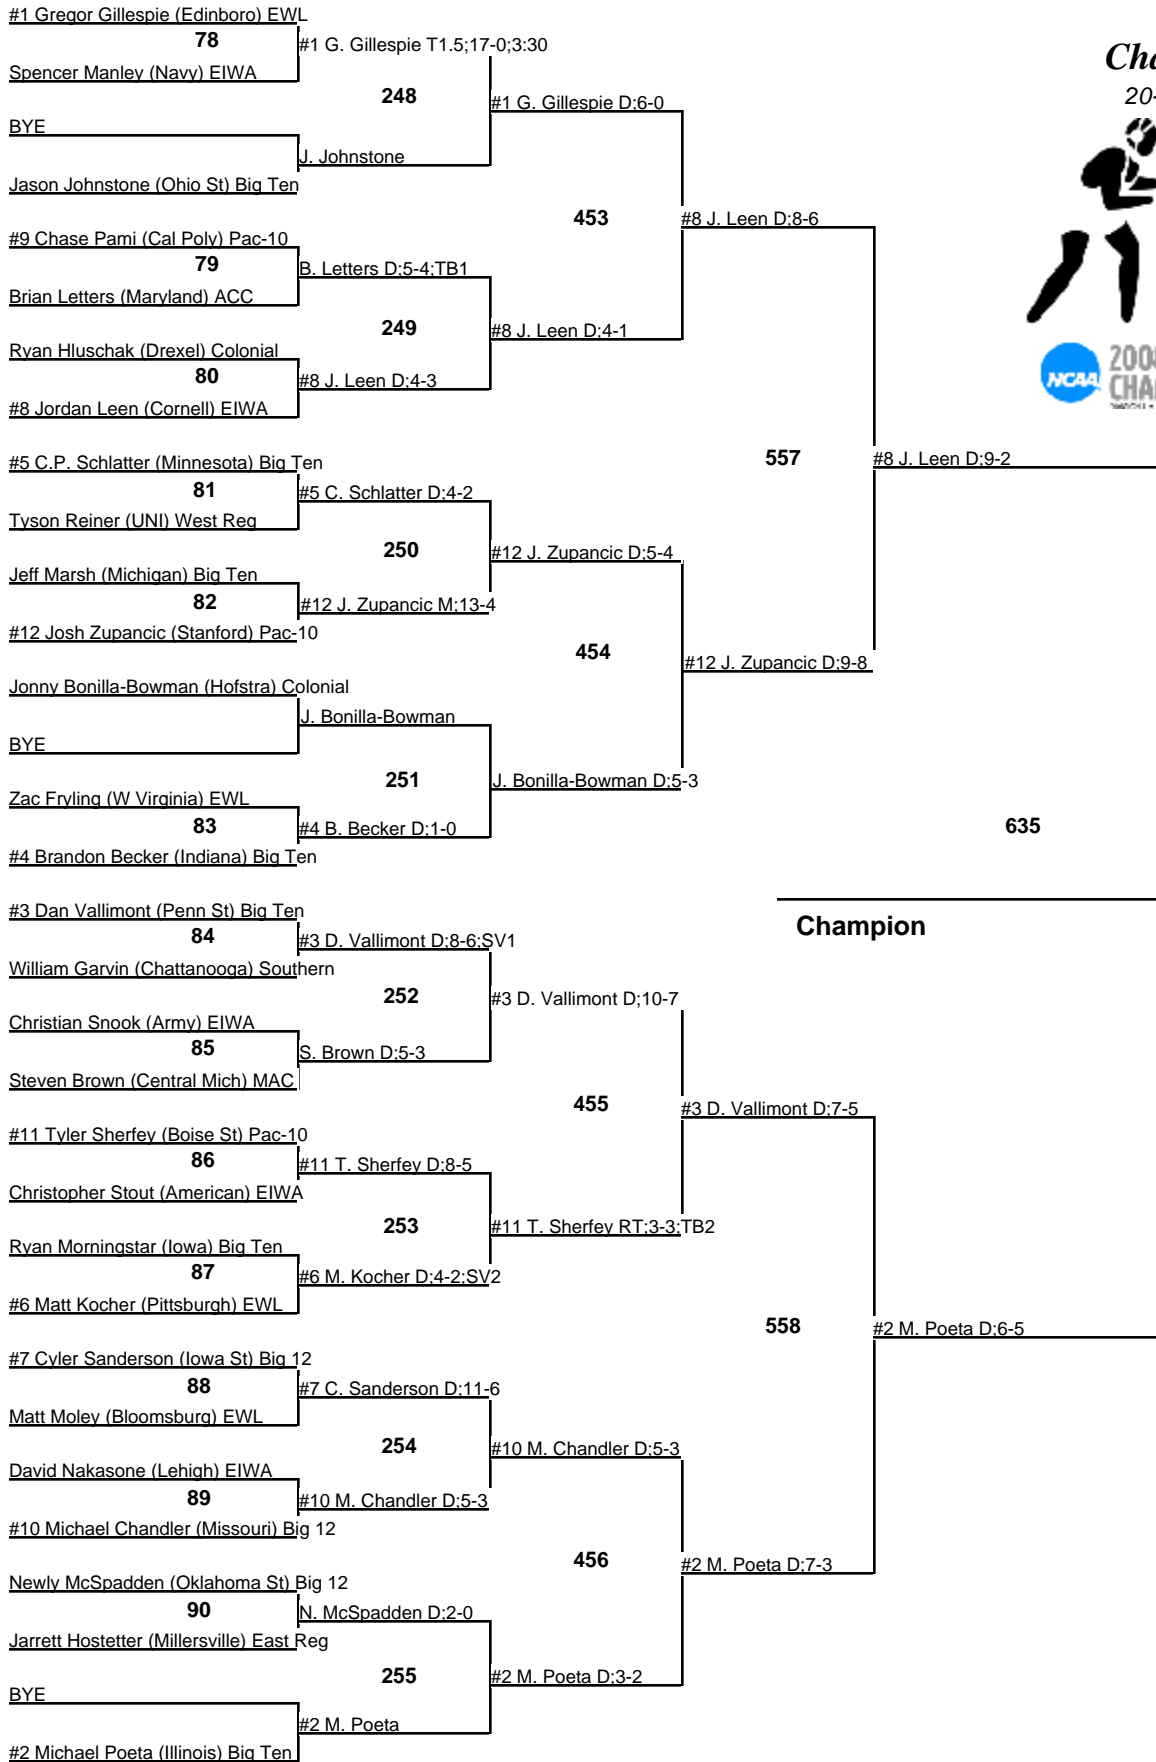 #1 Gregor Gillespie (Edinboro) EWL
78
#1 G. Gillespie T1.5;17-0;3:30
Spencer Manley (Navy) EIWA
248
#1 G. Gillespie D;6-0
BYE
J. Johnstone
Jason Johnstone (Ohio St) Big Ten
453
#8 J. Leen D;8-6
#9 Chase Pami (Cal Poly) Pac-10
79
B. Letters D;5-4;TB1
Brian Letters (Maryland) ACC
249
#8 J. Leen D;4-1
Ryan Hluschak (Drexel) Colonial
80
#8 J. Leen D;4-3
#8 Jordan Leen (Cornell) EIWA
557
#8 J. Leen D;9-2
#5 C.P. Schlatter (Minnesota) Big Ten
81
#5 C. Schlatter D;4-2
Tyson Reiner (UNI) West Reg
250
#12 J. Zupancic D;5-4
Jeff Marsh (Michigan) Big Ten
82
#12 J. Zupancic M;13-4
#12 Josh Zupancic (Stanford) Pac-10
454
#12 J. Zupancic D;9-8
Jonny Bonilla-Bowman (Hofstra) Colonial
J. Bonilla-Bowman
BYE
251
J. Bonilla-Bowman D;5-3
Zac Fryling (W Virginia) EWL
83
#4 B. Becker D;1-0
#4 Brandon Becker (Indiana) Big Ten
635
Champion
#3 Dan Vallimont (Penn St) Big Ten
84
#3 D. Vallimont D;8-6;SV1
William Garvin (Chattanooga) Southern
252
#3 D. Vallimont D;10-7
Christian Snook (Army) EIWA
85
S. Brown D;5-3
Steven Brown (Central Mich) MAC
455
#3 D. Vallimont D;7-5
#11 Tyler Sherfey (Boise St) Pac-10
86
#11 T. Sherfey D;8-5
Christopher Stout (American) EIWA
253
#11 T. Sherfey RT;3-3;TB2
Ryan Morningstar (Iowa) Big Ten
87
#6 M. Kocher D;4-2;SV2
#6 Matt Kocher (Pittsburgh) EWL
558
#2 M. Poeta D;6-5
#7 Cyler Sanderson (Iowa St) Big 12
88
#7 C. Sanderson D;11-6
Matt Moley (Bloomsburg) EWL
254
#10 M. Chandler D;5-3
David Nakasone (Lehigh) EIWA
89
#10 M. Chandler D;5-3
#10 Michael Chandler (Missouri) Big 12
456
#2 M. Poeta D;7-3
Newly McSpadden (Oklahoma St) Big 12
90
N. McSpadden D;2-0
Jarrett Hostetter (Millersville) East Reg
255
#2 M. Poeta D;3-2
BYE
#2 M. Poeta
#2 Michael Poeta (Illinois) Big Ten
Cha
20-
NCAA
200
CHA